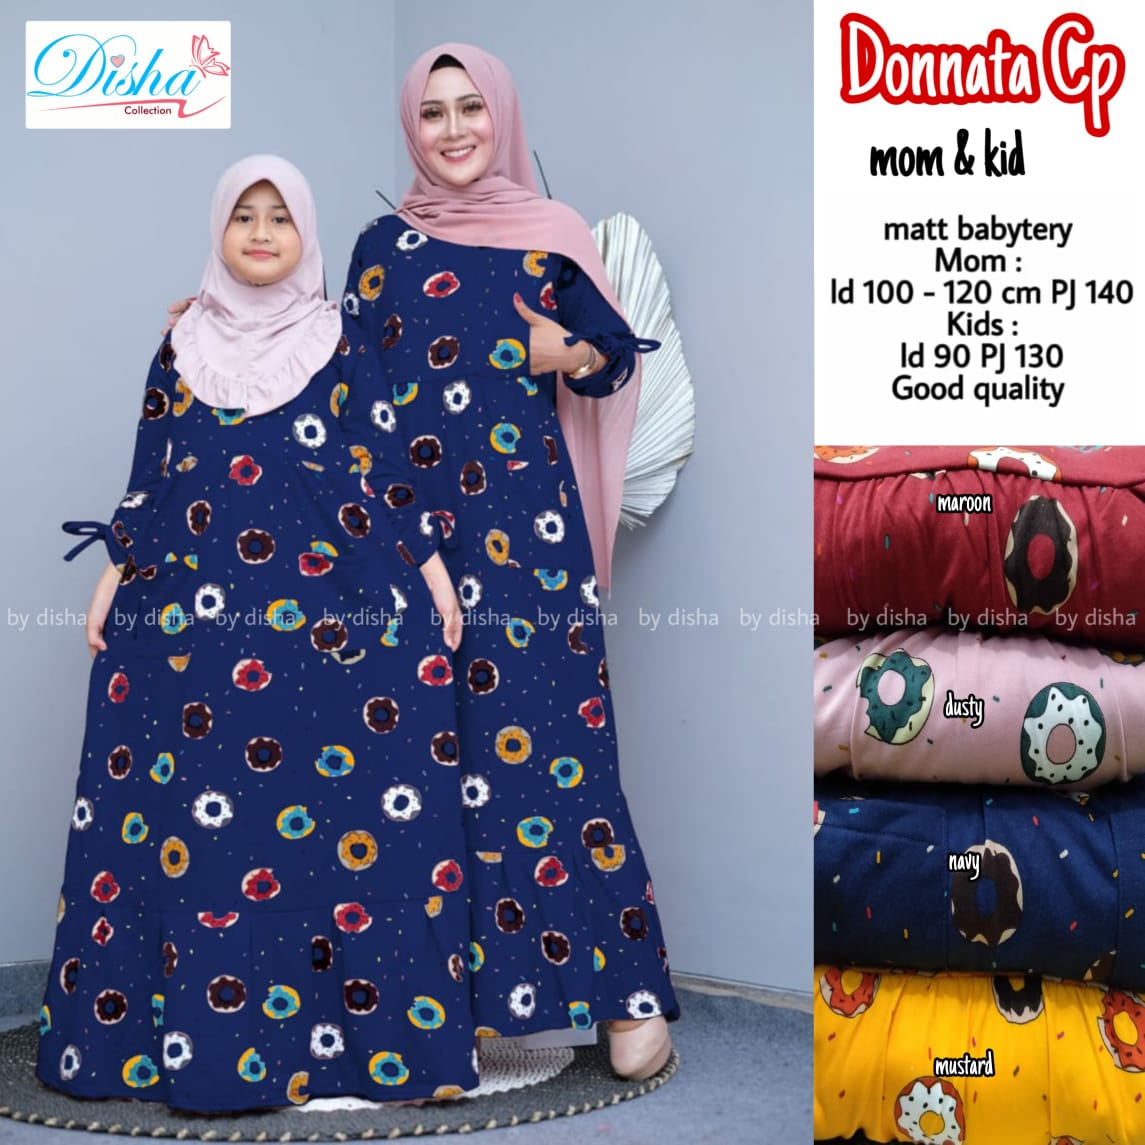 Disha
Collection
Donnata Cp
mom & kid
matt babytery
Mom :
ld 100 - 120 cm PJ 140
Kids :
ld 90 PJ 130
Good quality
maroon
by disha by disha by disha by disha by disha by disha by disha by disha by disha by disha by disha
dusty
navy
mustard